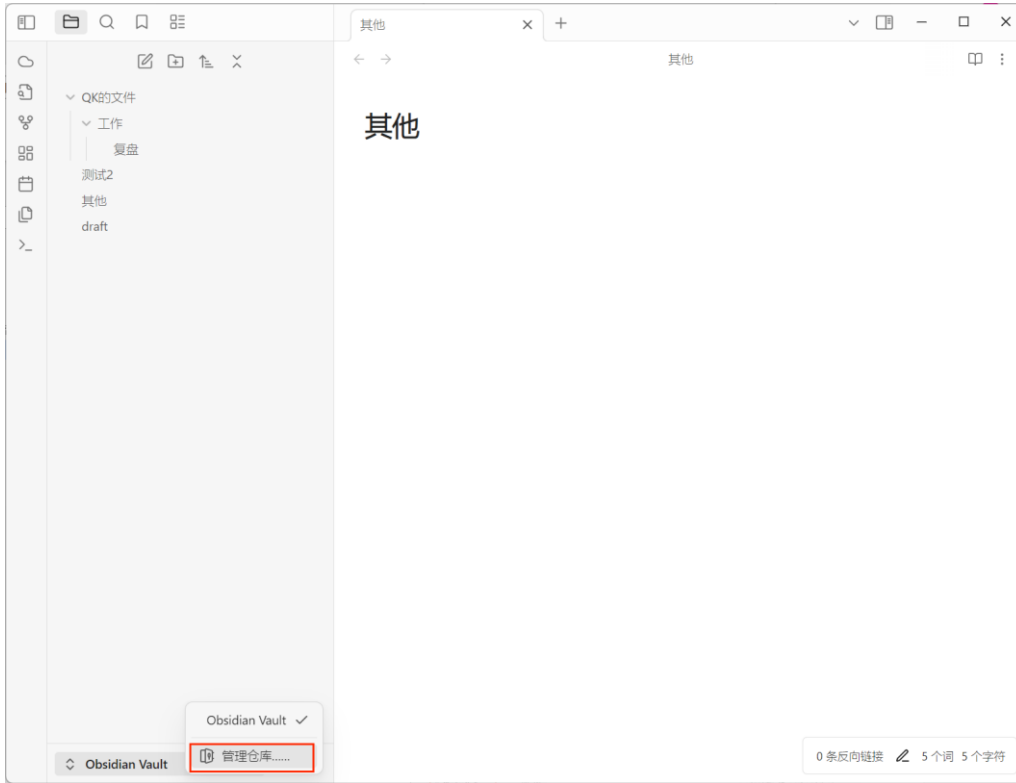 其他
其他
QK的文件
工作
复盘
测试2
其他
draft
其他
Obsidian Vault
管理仓库......
Obsidian Vault
0 条反向链接 5 个词 5 个字符